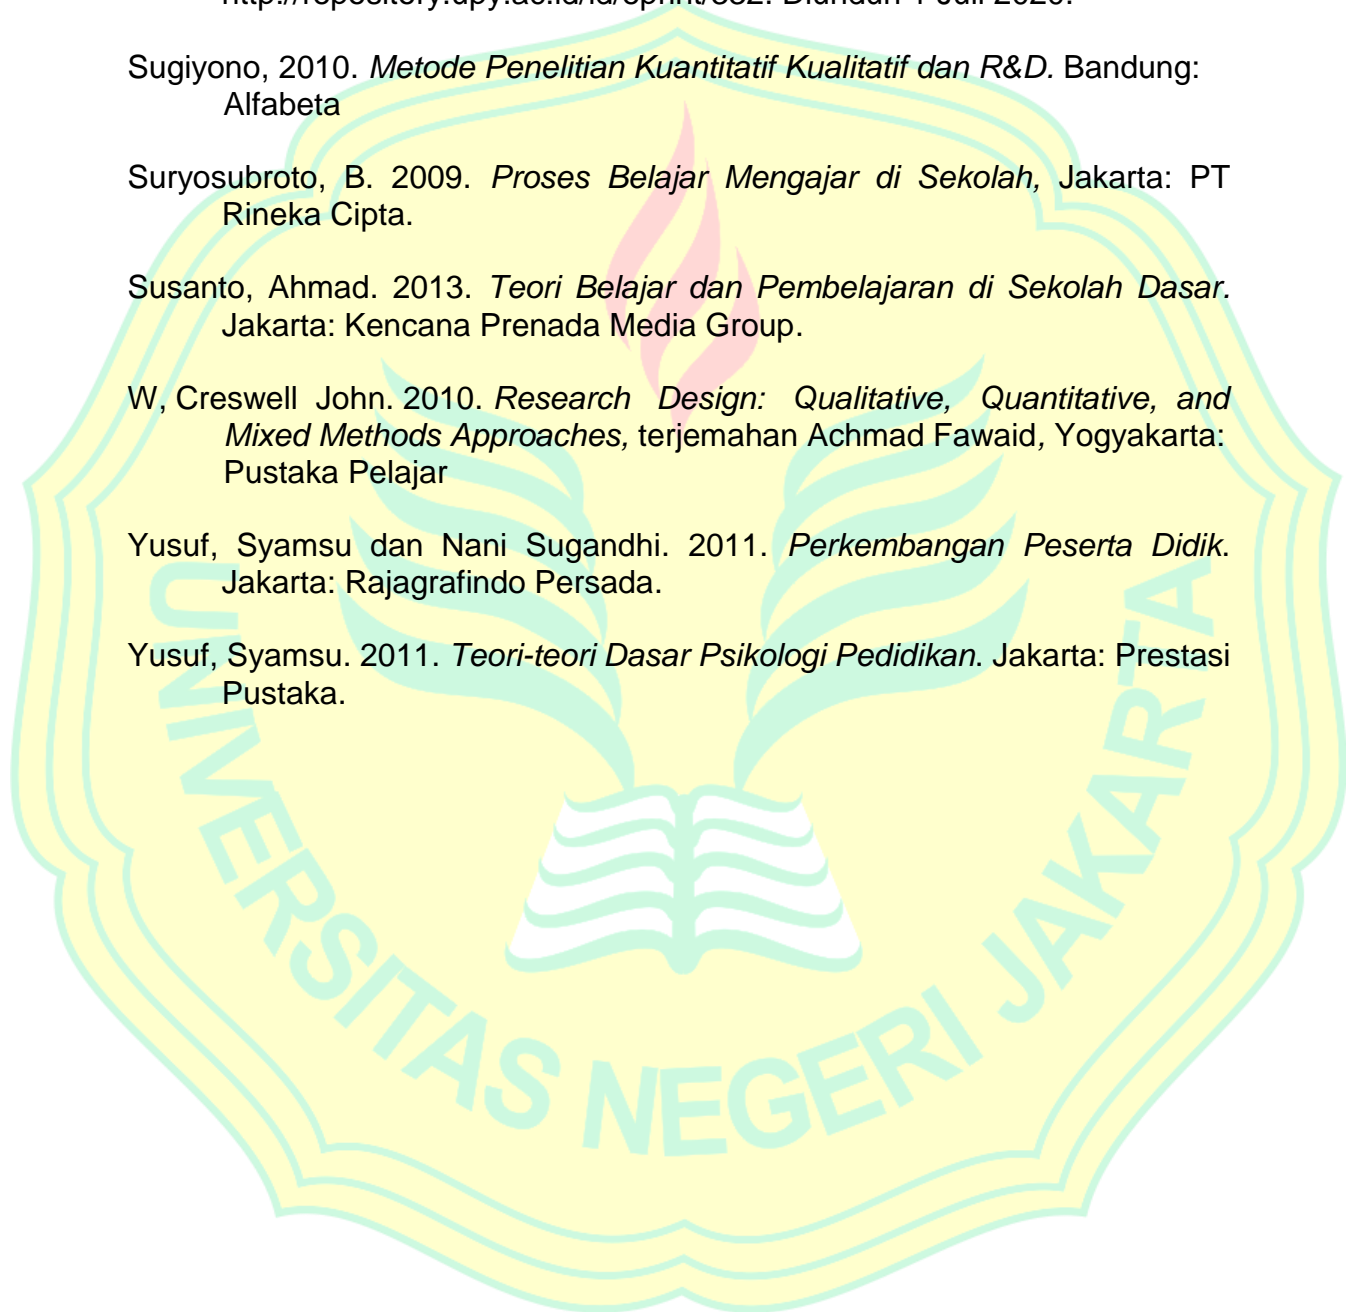 Sugiyono, 2010. Metode Penelitian Kuantitatif Kualitatif dan R&D. Bandung:
Alfabeta
Suryosubroto, B. 2009. Proses Belajar Mengajar di Sekolah, Jakarta: PT
Rineka Cipta.
Susanto, Ahmad. 2013. Teori Belajar dan Pembelajaran di Sekolah Dasar.
Jakarta: Kencana Prenada Media Group.
W, Creswell John. 2010. Research Design: Qualitative, Quantitative, and
Mixed Methods Approaches, terjemahan Achmad Fawaid, Yogyakarta:
Pustaka Pelajar
Yusuf, Syamsu dan Nani Sugandhi. 2011. Perkembangan Peserta Didik.
Jakarta: Rajagrafindo Persada.
Yusuf, Syamsu. 2011. Teori-teori Dasar Psikologi Pedidikan. Jakarta: Prestasi
Pustaka.
UNIVERSITAS NEGERI JAKARTA